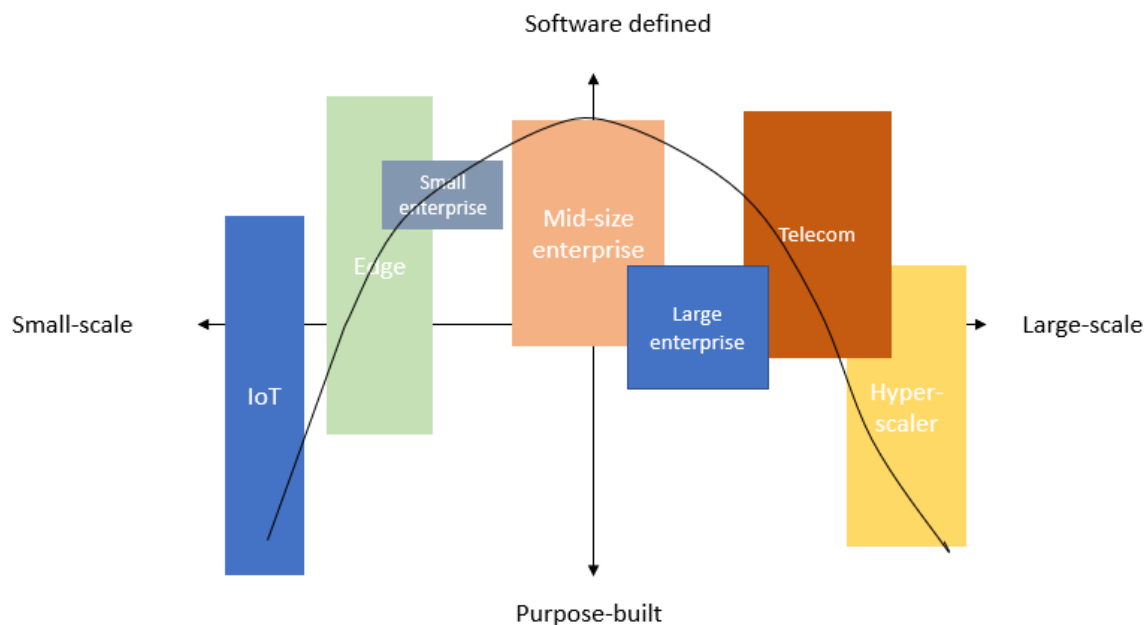 Software defined
Small
enterprise
Mid-size
enterprise
Telecom
Edge
Small-scale
Large
enterprise
Large-scale
IoT
Hyper-
scaler
Purpose-built